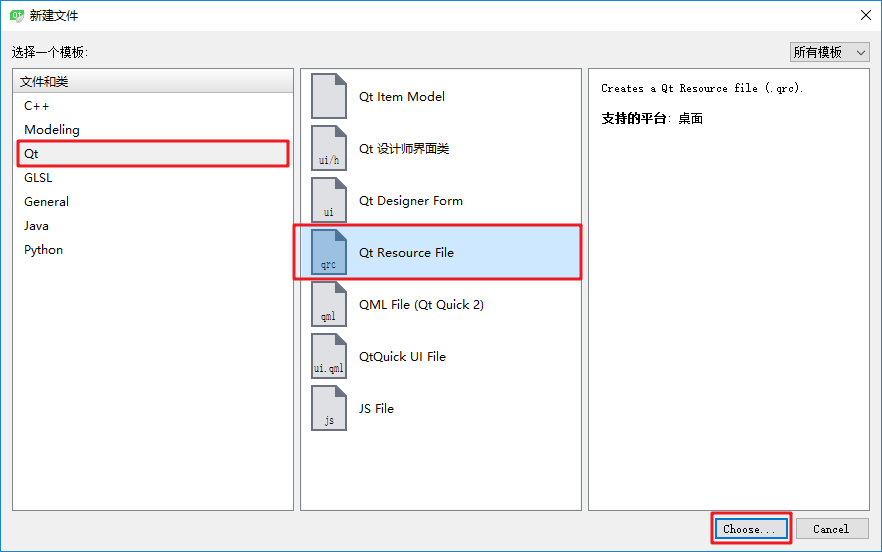 新建文件
选择一个模板:
所有模板
文件和类
C++
Modeling
Qt
GLSL
General
Java
Python
Qt Item Model
ui/h
Qt 设计师界面类
ui
Qt Designer Form
qrc
Qt Resource File
qml
QML File (Qt Quick 2)
ui.qml
QtQuick UI File
js
JS File
Creates a Qt Resource file (.qrc).
支持的平台: 桌面
Choose...
Cancel